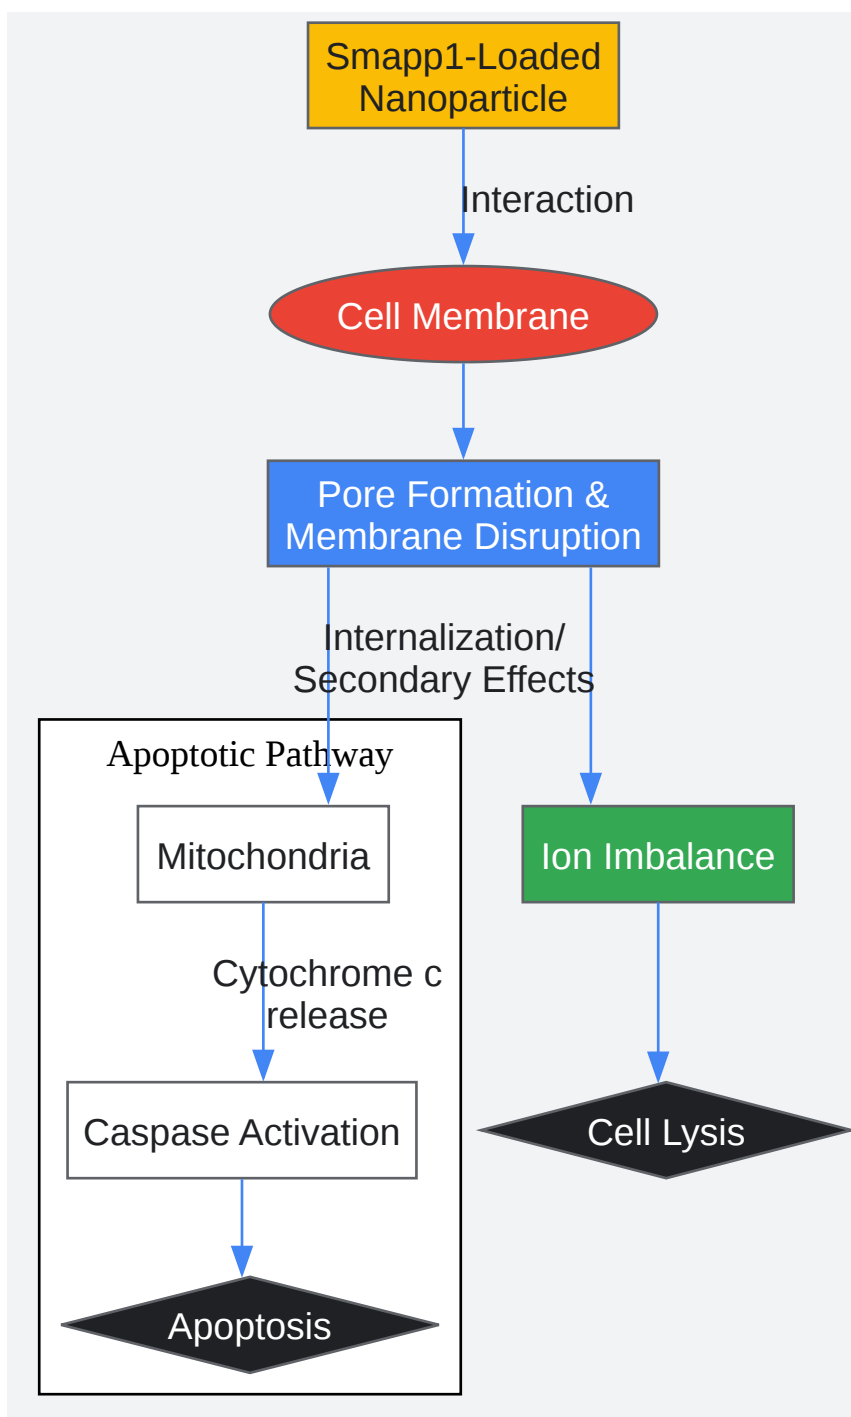 Smapp1-Loaded
Nanoparticle
Interaction
Cell Membrane
Pore Formation &
Membrane Disruption
Internalization/
Secondary Effects
Apoptotic Pathway
Mitochondria
Ion Imbalance
Cytochrome c
release
Caspase Activation
Cell Lysis
Apoptosis